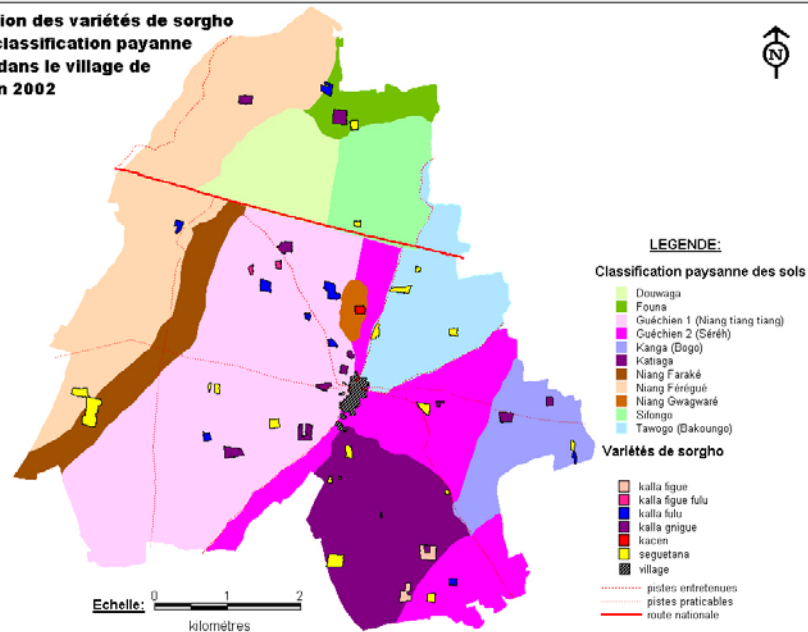 ion des variétés de sorgho
classification payanne
dans le village de
n 2002
N
LEGENDE:
Classification paysanne des sols
Douwaga
Founa
Guéchien 1 (Niang tiang tiang)
Guéchien 2 (Séréh)
Kanga (Bogo)
Katiaga
Niang Faraké
Niang Férégué
Niang Gwagwaré
Sifongo
Tawogo (Bakoungo)
Variétés de sorgho
kalla figue
kalla figue fulu
kalla fulu
kalla gnigue
kacen
seguetana
village
pistes entretenues
pistes praticables
route nationale
Echelle: 0 1 2
kilomètres